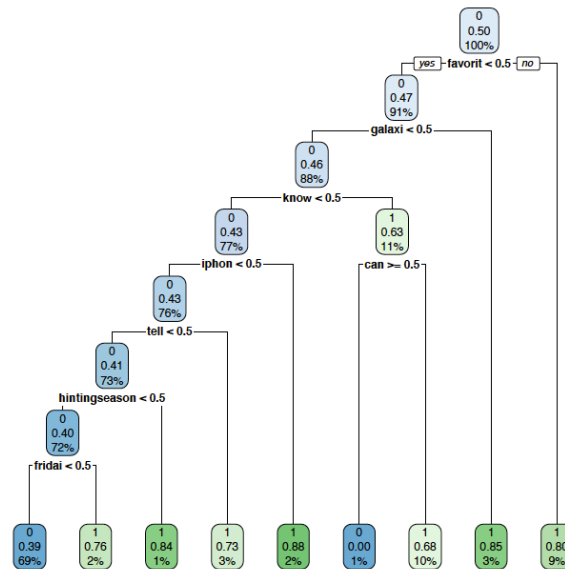 0
0.50
100%
yes favorit < 0.5 no
0
0.47
91%
galaxi < 0.5
0
0.46
88%
know < 0.5
0 1
0.43 0.63
77% 11%
iphon < 0.5 can >= 0.5
0
0.43
76%
tell < 0.5
0
0.41
73%
hintingseason < 0.5
0
0.40
72%
fridai < 0.5
0 1 1 1 1 0 1 1 1
0.39 0.76 0.84 0.73 0.88 0.00 0.68 0.85 0.80
69% 2% 1% 3% 2% 1% 10% 3% 9%